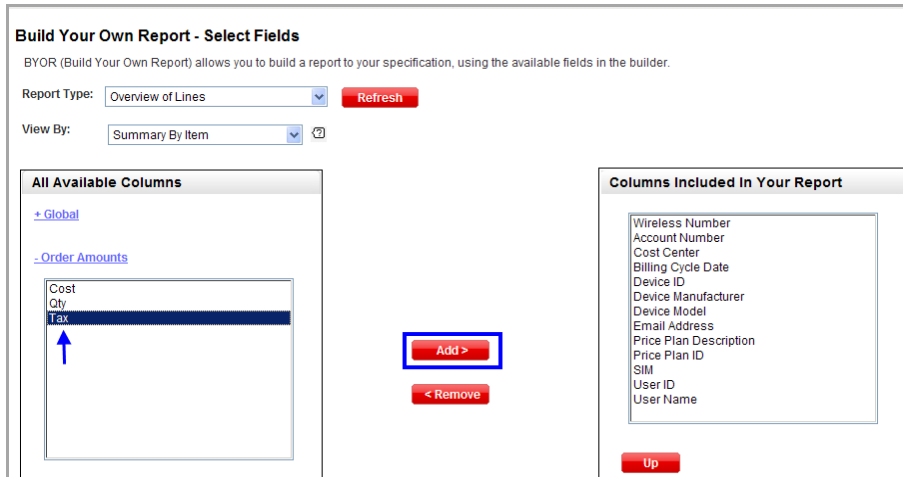 Build Your Own Report - Select Fields
BYOR (Build Your Own Report) allows you to build a report to your specification, using the available fields in the builder.
Report Type: Overview of Lines Refresh
View By: Summary By Item
All Available Columns
+ Global
- Order Amounts
Cost
Qty
Tax
Add >
< Remove
Columns Included In Your Report
Wireless Number
Account Number
Cost Center
Billing Cycle Date
Device ID
Device Manufacturer
Device Model
Email Address
Price Plan Description
Price Plan ID
SIM
User ID
User Name
Up